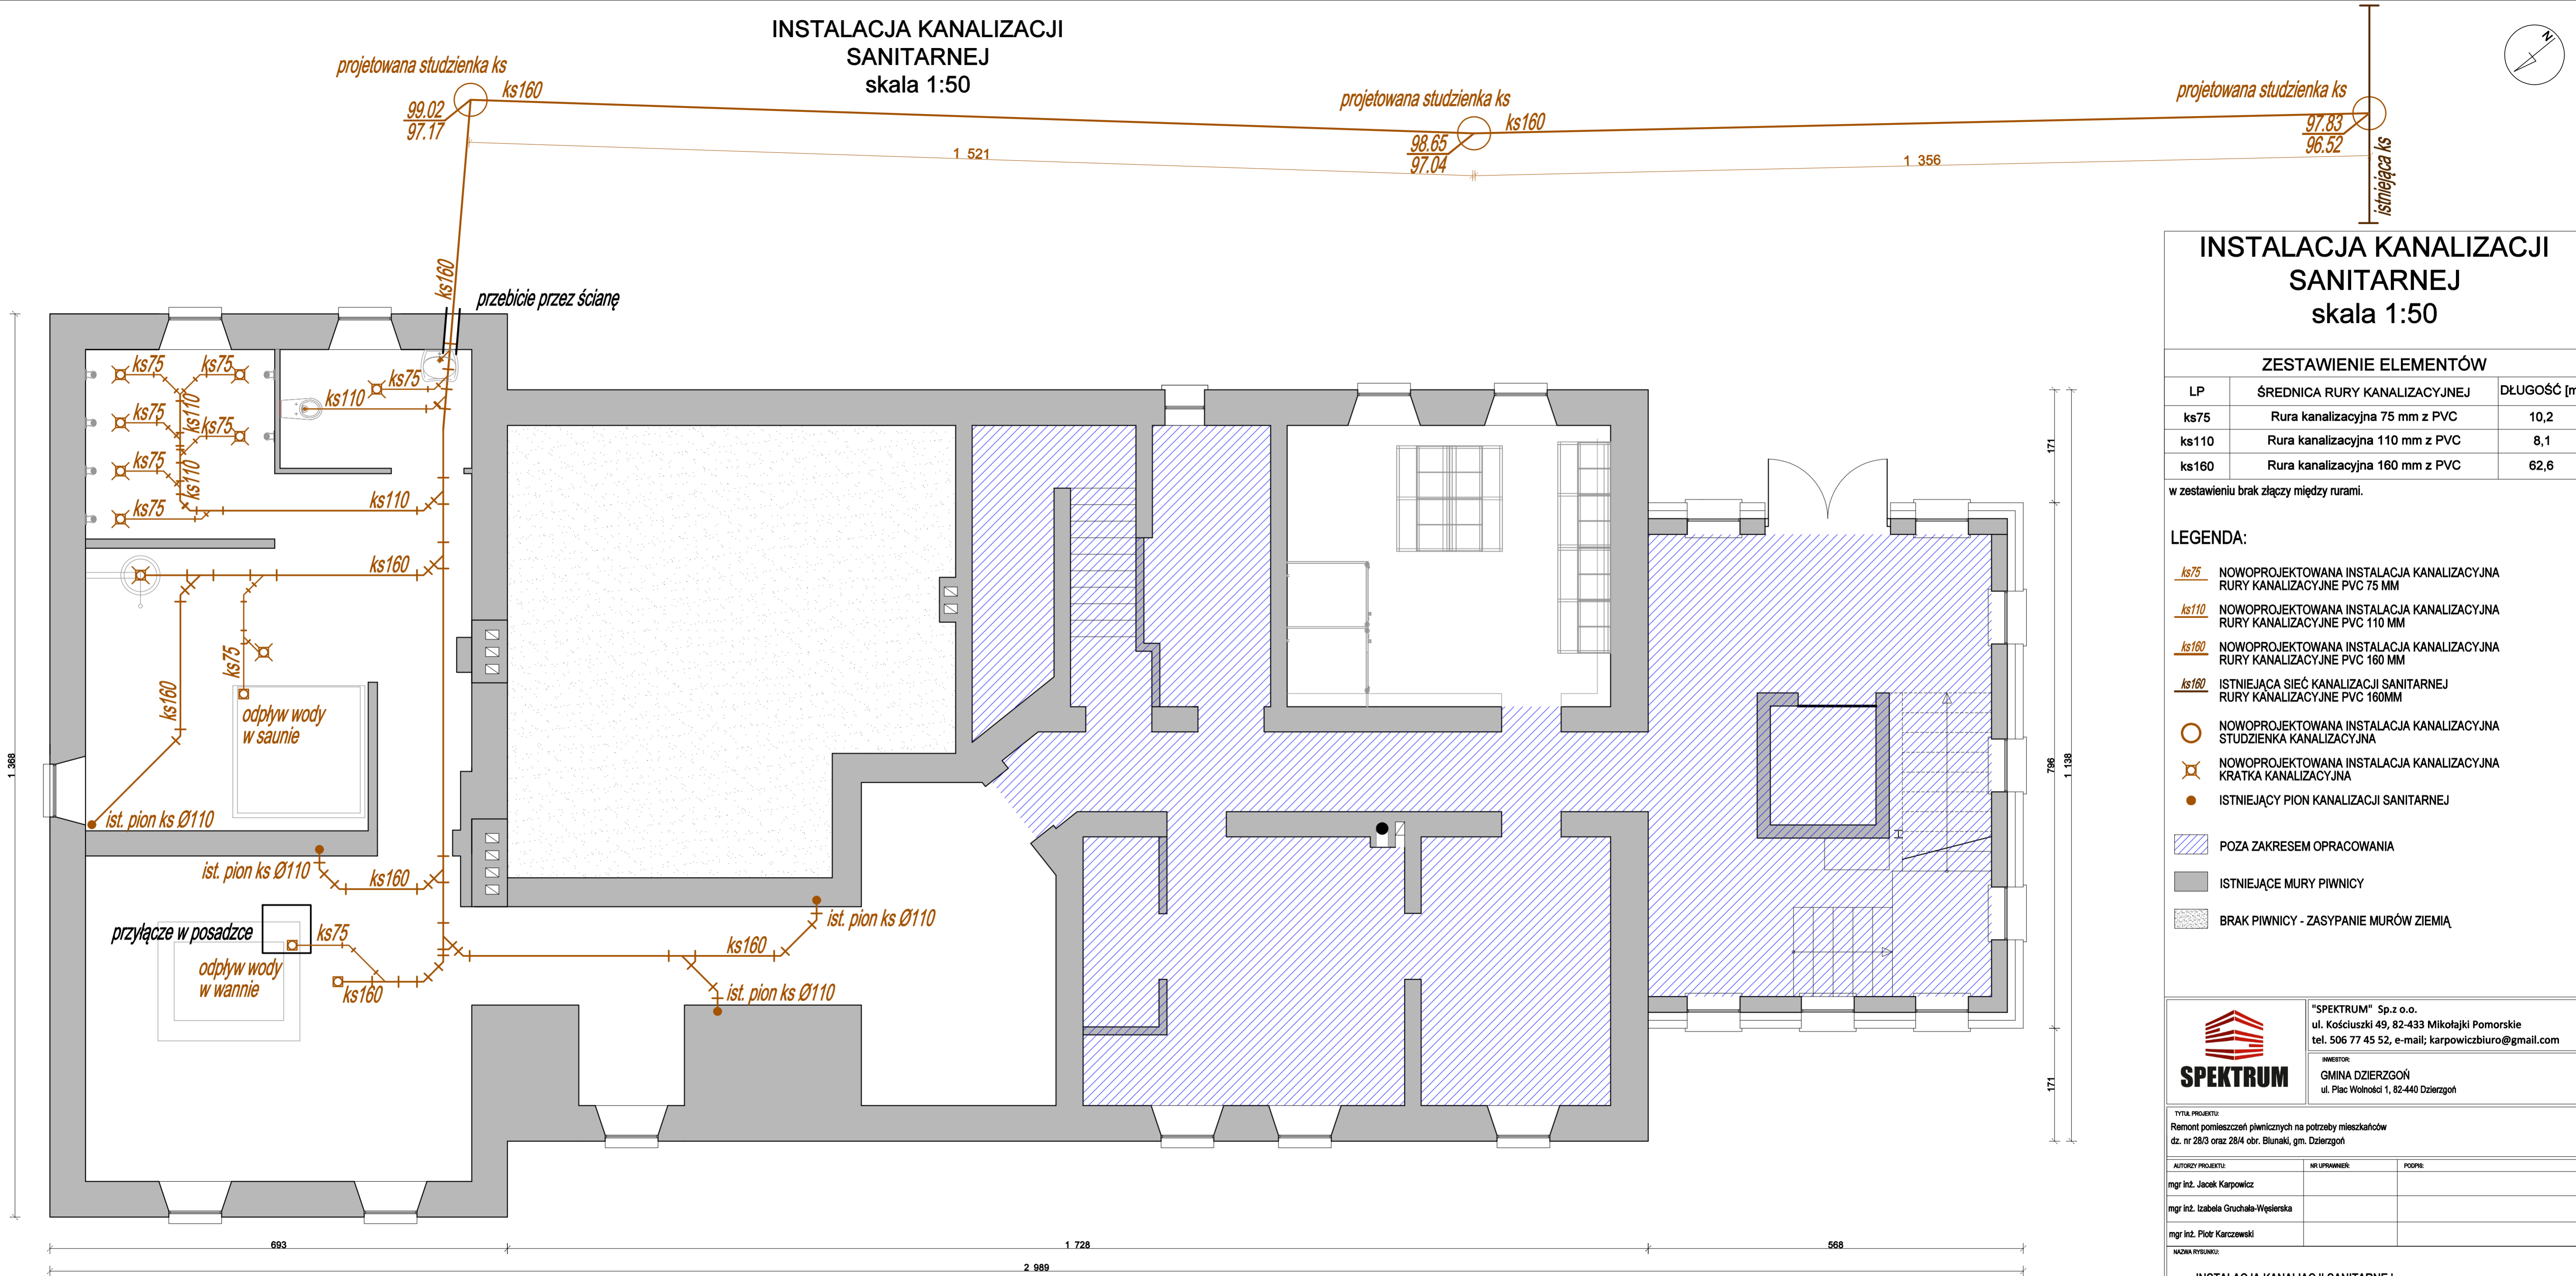 INSTALACJA KANALIZACJI
SANITARNEJ
skala 1:50
N
projetowana studzienka ks
ks160
99.02
97.17
projetowana studzienka ks
ks160
98.65
97.04
projetowana studzienka ks
97.83
96.52
istniejąca ks
1 521
1 356
ks160
przebicie przez ścianę
ks75
ks75
ks110
ks75
ks75
ks75
ks110
ks75
ks75
ks110
ks110
ks160
ks75
ks160
odpływ wody
w saunie
ist. pion ks Ø110
ist. pion ks Ø110
ks160
przyłącze w posadzce
ks75
odpływ wody
w wannie
ks160
ks160
ist. pion ks Ø110
ist. pion ks Ø110
1 368
171
796
1 138
171
693
1 728
568
2 989
INSTALACJA KANALIZACJI
SANITARNEJ
skala 1:50
ZESTAWIENIE ELEMENTÓW
LP ŚREDNICA RURY KANALIZACYJNEJ DŁUGOŚĆ [m
ks75 Rura kanalizacyjna 75 mm z PVC 10,2
ks110 Rura kanalizacyjna 110 mm z PVC 8,1
ks160 Rura kanalizacyjna 160 mm z PVC 62,6
w zestawieniu brak złączy między rurami.
LEGENDA:
ks75 NOWOPROJEKTOWANA INSTALACJA KANALIZACYJNA
RURY KANALIZACYJNE PVC 75 MM
ks110 NOWOPROJEKTOWANA INSTALACJA KANALIZACYJNA
RURY KANALIZACYJNE PVC 110 MM
ks160 NOWOPROJEKTOWANA INSTALACJA KANALIZACYJNA
RURY KANALIZACYJNE PVC 160 MM
ks160 ISTNIEJĄCA SIEĆ KANALIZACJI SANITARNEJ
RURY KANALIZACYJNE PVC 160MM
NOWOPROJEKTOWANA INSTALACJA KANALIZACYJNA
STUDZIENKA KANALIZACYJNA
NOWOPROJEKTOWANA INSTALACJA KANALIZACYJNA
KRATKA KANALIZACYJNA
ISTNIEJĄCY PION KANALIZACJI SANITARNEJ
POZA ZAKRESEM OPRACOWANIA
ISTNIEJĄCE MURY PIWNICY
BRAK PIWNICY - ZASYPANIE MURÓW ZIEMIĄ
SPEKTRUM
"SPEKTRUM" Sp.z o.o.
ul. Kościuszki 49, 82-433 Mikołajki Pomorskie
tel. 506 77 45 52, e-mail; karpowiczbiuro@gmail.com
INWESTOR:
GMINA DZIERZGOŃ
ul. Plac Wolności 1, 82-440 Dzierzgoń
TYTUŁ PROJEKTU:
Remont pomieszczeń piwnicznych na potrzeby mieszkańców
dz. nr 28/3 oraz 28/4 obr. Blunaki, gm. Dzierzgoń
AUTORZY PROJEKTU: NR UPRAWNIEŃ: PODPIS:
mgr inż. Jacek Karpowicz
mgr inż. Izabela Gruchała-Węsierska
mgr inż. Piotr Karczewski
NAZWA RYSUNKU: